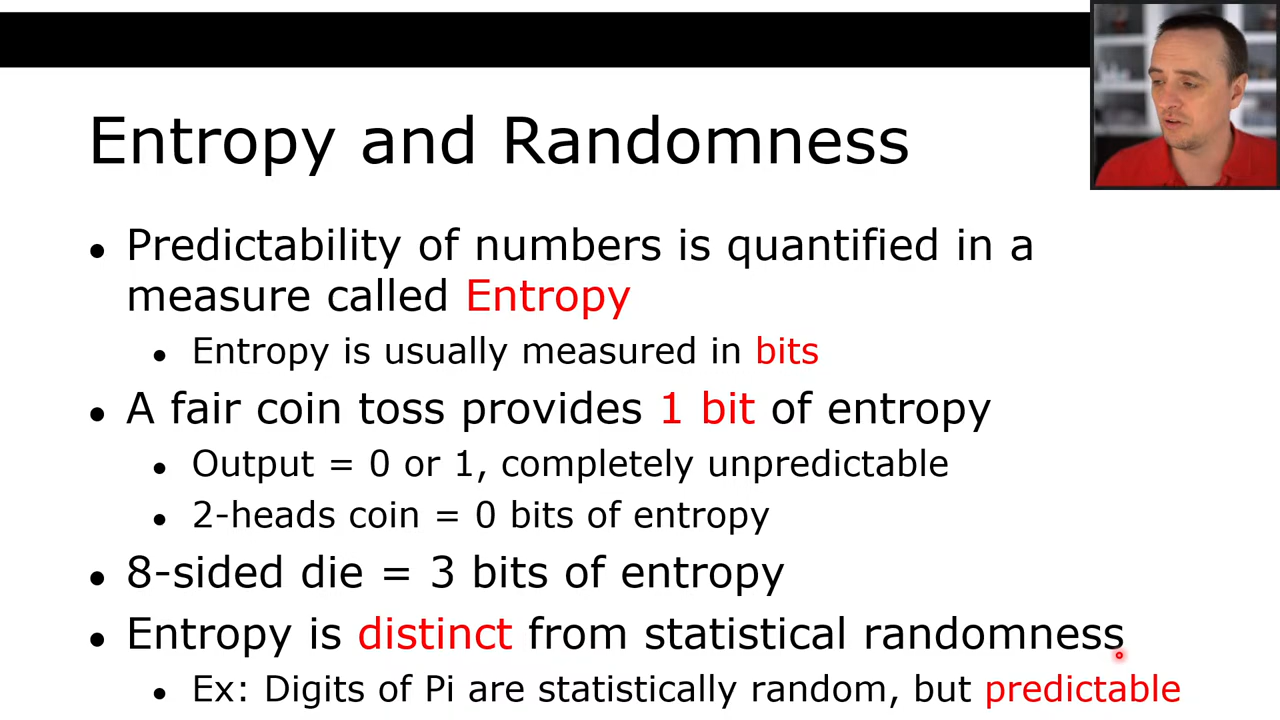 Entropy and Randomness
• Predictability of numbers is quantified in a
measure called Entropy
• Entropy is usually measured in bits
• A fair coin toss provides 1 bit of entropy
• Output = 0 or 1, completely unpredictable
• 2-heads coin = 0 bits of entropy
• 8-sided die = 3 bits of entropy
• Entropy is distinct from statistical randomness
• Ex: Digits of Pi are statistically random, but predictable